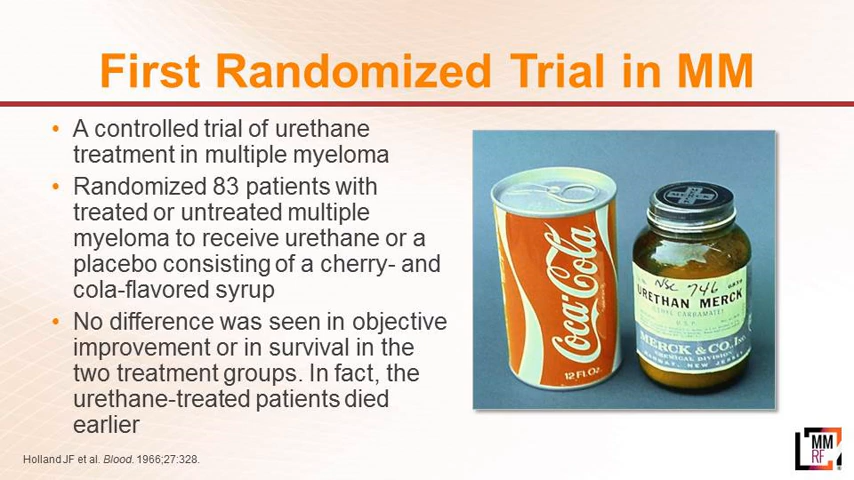 First Randomized Trial in MM
• A controlled trial of urethane
treatment in multiple myeloma
• Randomized 83 patients with
treated or untreated multiple
myeloma to receive urethane or a
placebo consisting of a cherry- and
cola-flavored syrup
• No difference was seen in objective
improvement or in survival in the
two treatment groups. In fact, the
urethane-treated patients died
earlier
Coca-Cola
12 FL OZ
MERCK
NSC 746
URETHAN MERCK
ETHYL CARBAMATE
U.S.P.
MERCK & CO., Inc.
CHEMICAL DIVISION
NEW JERSEY
Holland JF et al. Blood. 1966;27:328.
MM
RF